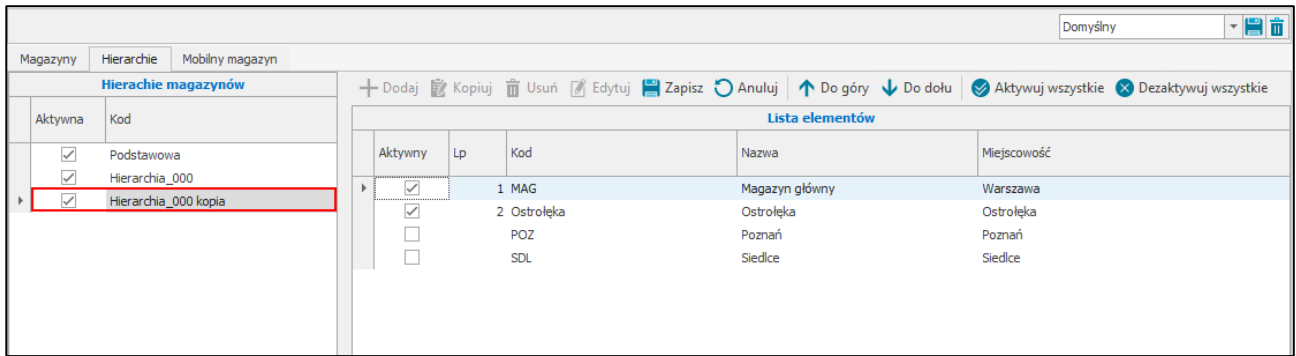 Domyślny
Magazyny Hierarchie Mobilny magazyn
Hierachie magazynów
Aktywna Kod
Podstawowa
Hierarchia_000
Hierarchia_000 kopia
Dodaj Kopiuj Usuń Edytuj Zapisz Anuluj Do góry Do dołu Aktywuj wszystkie Dezaktywuj wszystkie
Lista elementów
Aktywny Lp Kod Nazwa Miejscowość
1 MAG Magazyn główny Warszawa
2 Ostrołęka Ostrołęka Ostrołęka
POZ Poznań Poznań
SDL Siedlce Siedlce